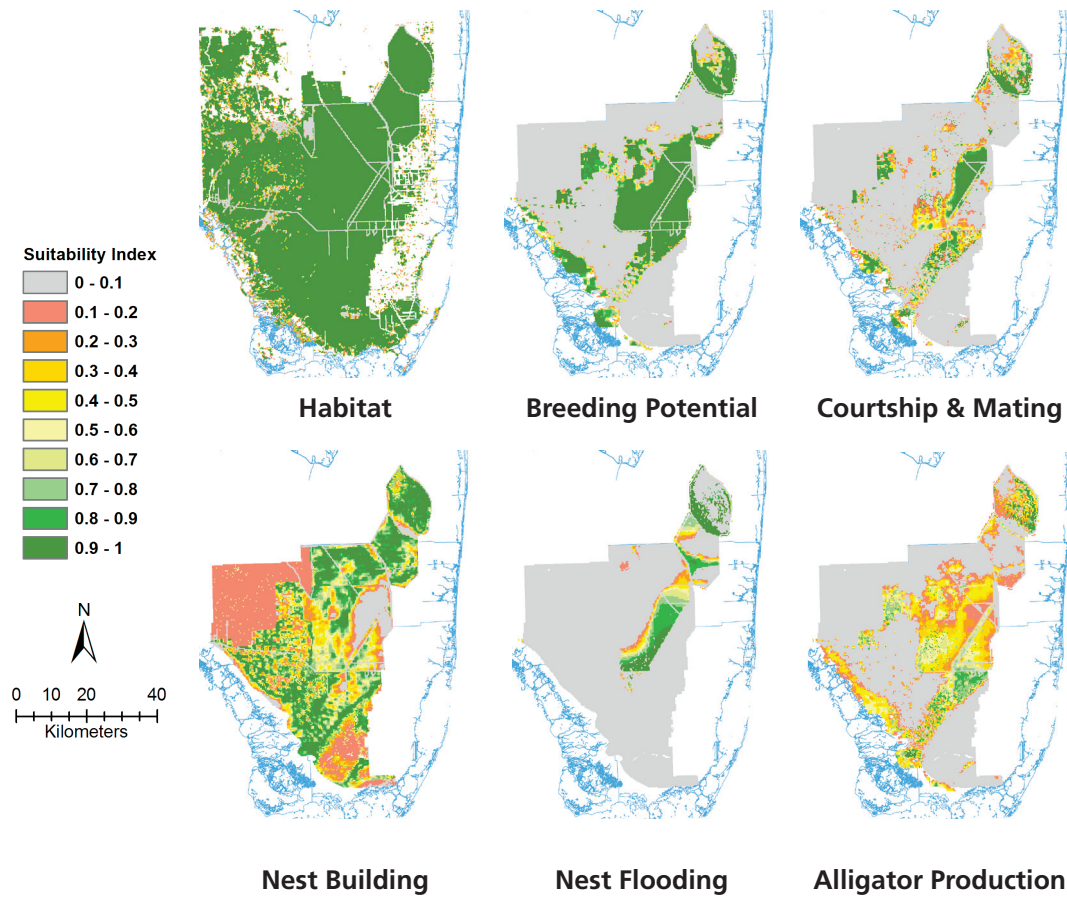 Habitat
Breeding Potential
Courtship & Mating
Suitability Index
0 - 0.1
0.1 - 0.2
0.2 - 0.3
0.3 - 0.4
0.4 - 0.5
0.5 - 0.6
0.6 - 0.7
0.7 - 0.8
0.8 - 0.9
0.9 - 1
N
0 10 20 40
Kilometers
Nest Building
Nest Flooding
Alligator Production